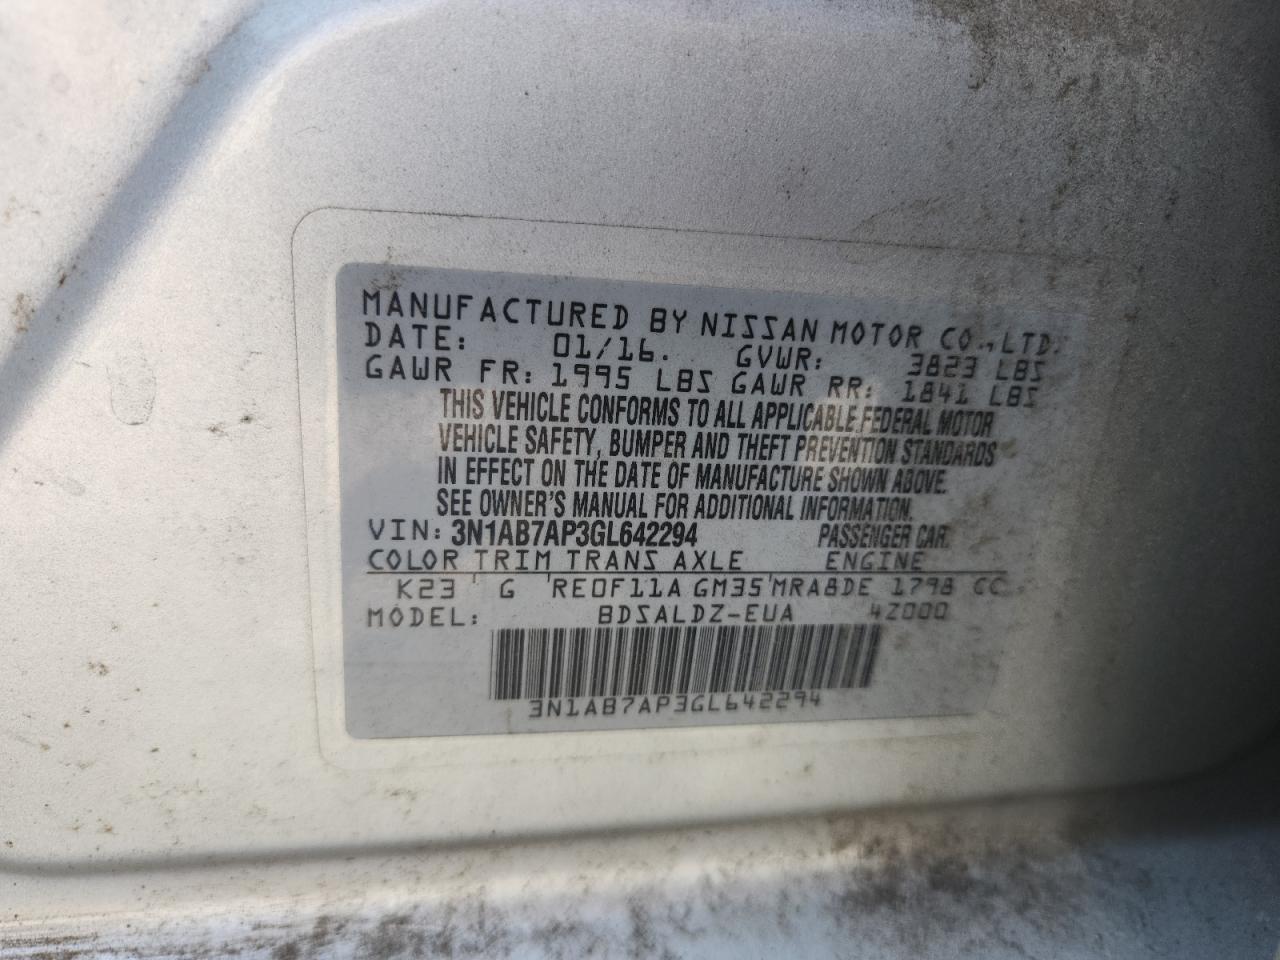 MANUFACTURED BY NISSAN MOTOR CO.,LTD.
DATE: 01/16. GVWR: 3823 LBS
GAWR FR: 1995 LBS GAWR RR: 1841 LBS
THIS VEHICLE CONFORMS TO ALL APPLICABLE FEDERAL MOTOR
VEHICLE SAFETY, BUMPER AND THEFT PREVENTION STANDARDS
IN EFFECT ON THE DATE OF MANUFACTURE SHOWN ABOVE.
SEE OWNER'S MANUAL FOR ADDITIONAL INFORMATION.
VIN: 3N1AB7AP3GL642294 PASSENGER CAR.
COLOR TRIM TRANS AXLE ENGINE
K23 ' G 'RE0F11A GM35'MRA8DE 1798 CC
MODEL: BDSALDZ-EUA 4Z000
3N1AB7AP3GL642294